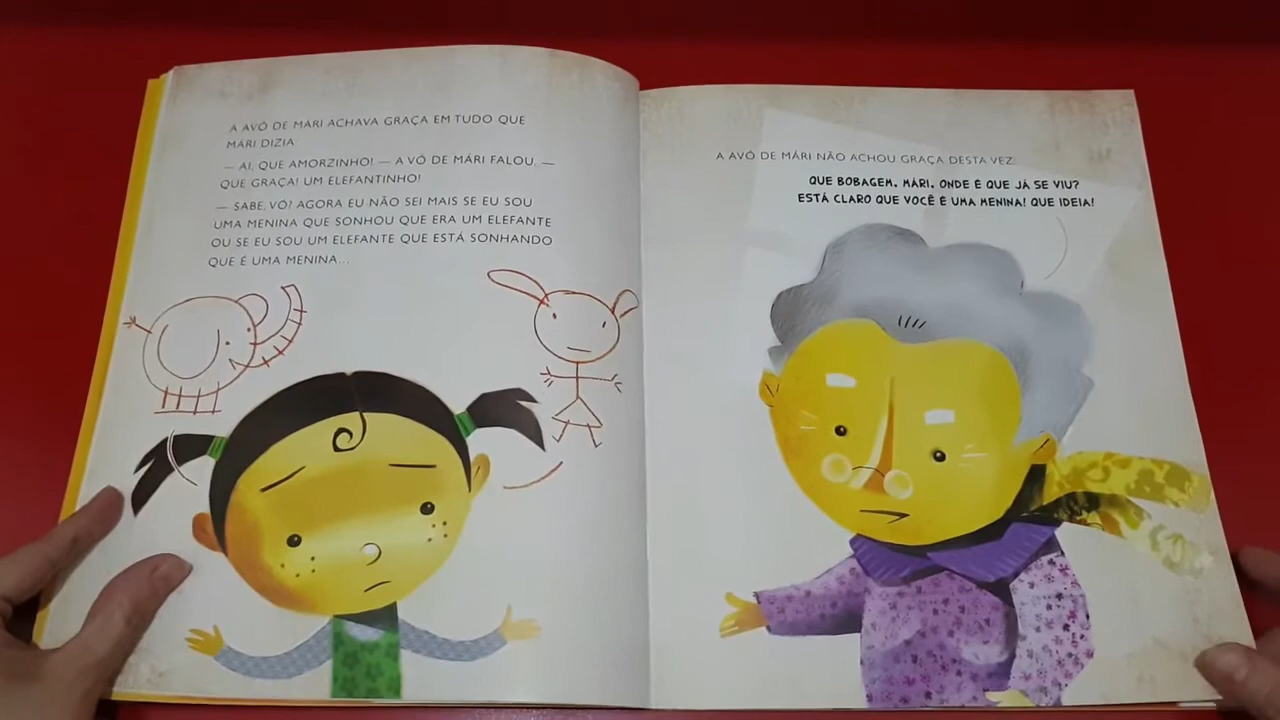 A AVÓ DE MÁRI ACHAVA GRAÇA EM TUDO QUE
MÁRI DIZIA:
— AI, QUE AMORZINHO! — A VÓ DE MÁRI FALOU. —
QUE GRAÇA! UM ELEFANTINHO!
— SABE, VÓ? AGORA EU NÃO SEI MAIS SE EU SOU
UMA MENINA QUE SONHOU QUE ERA UM ELEFANTE
OU SE EU SOU UM ELEFANTE QUE ESTÁ SONHANDO
QUE É UMA MENINA...
A AVÓ DE MÁRI NÃO ACHOU GRAÇA DESTA VEZ:
QUE BOBAGEM, MÁRI, ONDE É QUE JÁ SE VIU?
ESTÁ CLARO QUE VOCÊ É UMA MENINA! QUE IDEIA!